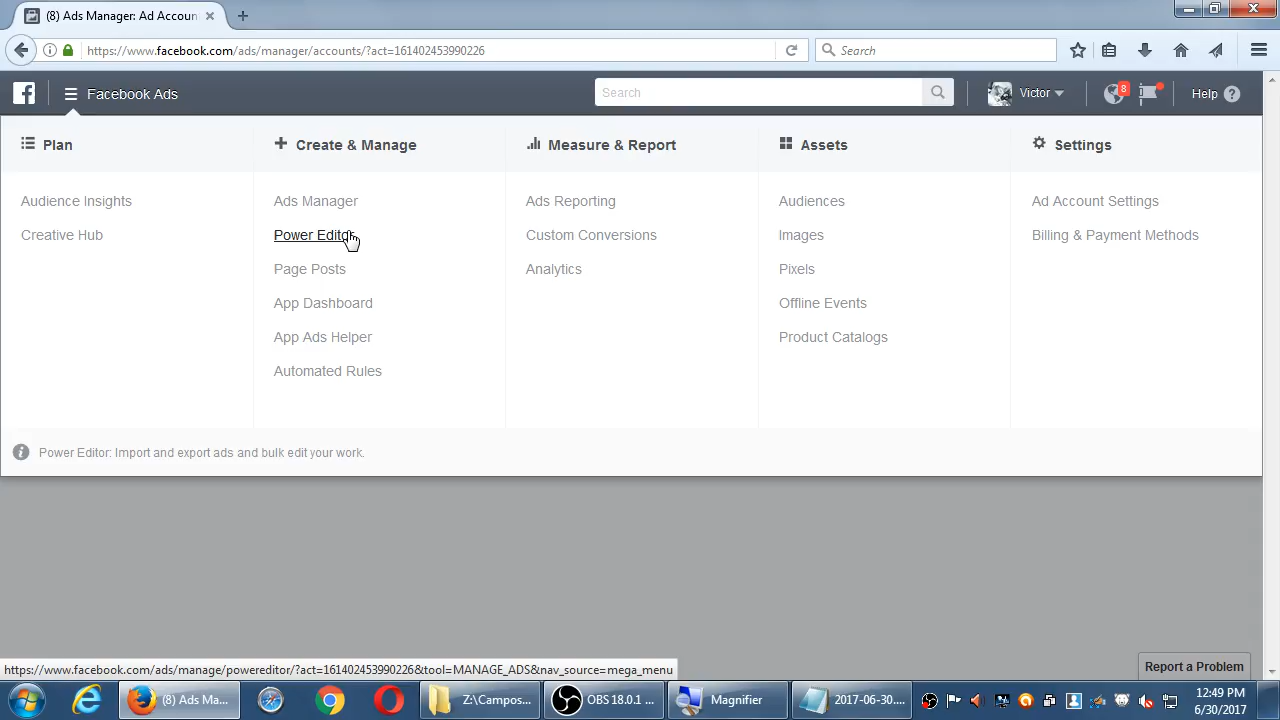 (8) Ads Manager: Ad Accoun
https://www.facebook.com/ads/manager/accounts/?act=161402453990226
Search
Facebook Ads
Search
Victor
8
Help
Plan
Create & Manage
Measure & Report
Assets
Settings
Audience Insights
Ads Manager
Ads Reporting
Audiences
Ad Account Settings
Creative Hub
Power Editor
Custom Conversions
Images
Billing & Payment Methods
Page Posts
Analytics
Pixels
App Dashboard
Offline Events
App Ads Helper
Product Catalogs
Automated Rules
Power Editor: Import and export ads and bulk edit your work.
https://www.facebook.com/ads/manage/powereditor/?act=161402453990226&tool=MANAGE_ADS&nav_source=mega_menu
Report a Problem
(8) Ads Ma...
Z:\Campos...
OBS 18.0.1 ...
Magnifier
2017-06-30....
12:49 PM
6/30/2017